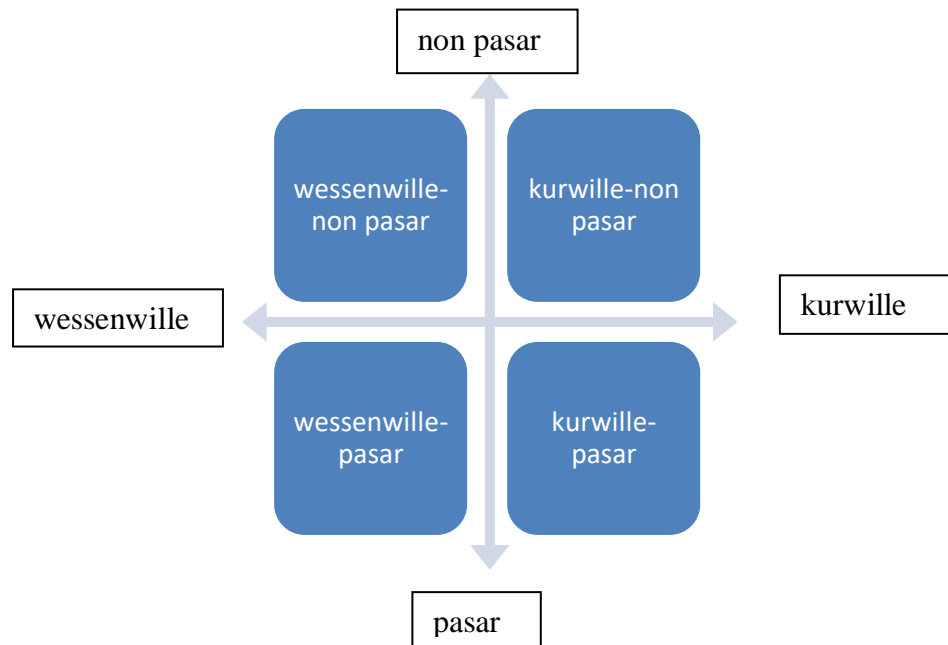 non pasar
wessenwille-
non pasar
kurwille-non
pasar
wessenwille
kurwille
wessenwille-
pasar
kurwille-
pasar
pasar